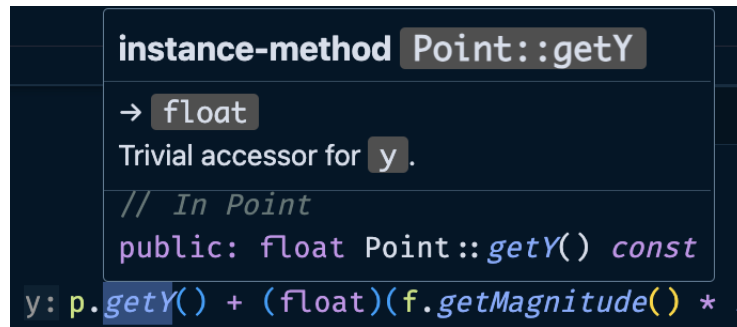 instance-method Point::getY
→ float
Trivial accessor for y.
// In Point
public: float Point::getY() const
y: p.getY() + (float)(f.getMagnitude() *